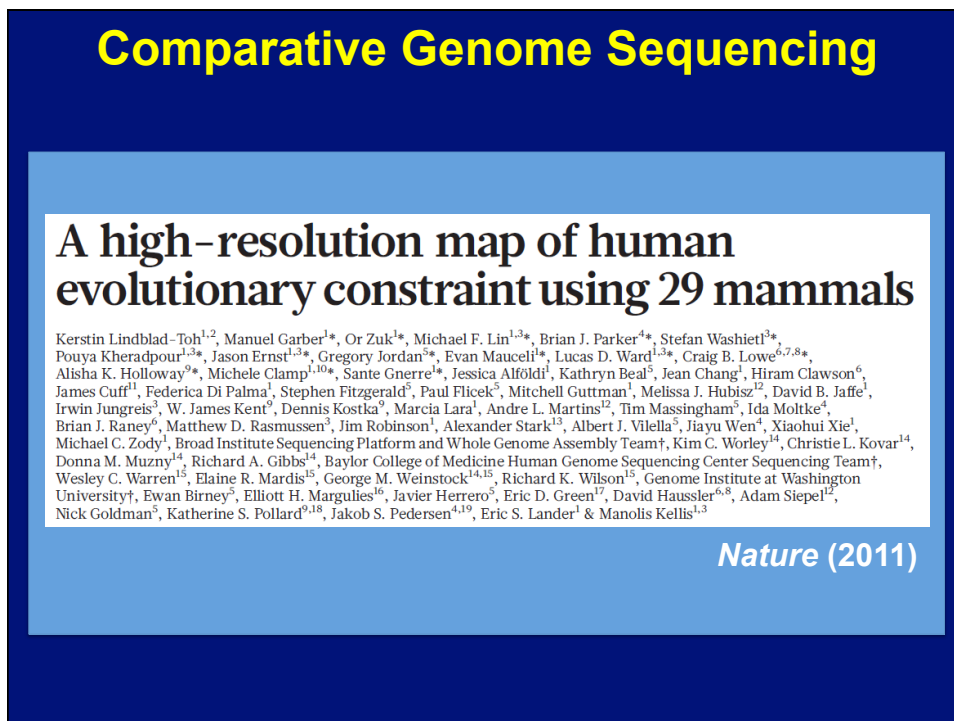 Comparative Genome Sequencing
A high-resolution map of human
evolutionary constraint using 29 mammals
Kerstin Lindblad-Toh1,2, Manuel Garber1*, Or Zuk1*, Michael F. Lin1,3*, Brian J. Parker4*, Stefan Washietl3*,
Pouya Kheradpour1,3*, Jason Ernst1,3*, Gregory Jordan5*, Evan Mauceli1*, Lucas D. Ward1,3*, Craig B. Lowe6,7,8*,
Alisha K. Holloway9*, Michele Clamp1,10*, Sante Gnerre1*, Jessica Alföldi1, Kathryn Beal5, Jean Chang1, Hiram Clawson6,
James Cuff11, Federica Di Palma1, Stephen Fitzgerald5, Paul Flicek5, Mitchell Guttman1, Melissa J. Hubisz12, David B. Jaffe1,
Irwin Jungreis3, W. James Kent9, Dennis Kostka9, Marcia Lara1, Andre L. Martins12, Tim Massingham5, Ida Moltke4,
Brian J. Raney6, Matthew D. Rasmussen3, Jim Robinson1, Alexander Stark13, Albert J. Vilella5, Jiayu Wen4, Xiaohui Xie1,
Michael C. Zody1, Broad Institute Sequencing Platform and Whole Genome Assembly Team†, Kim C. Worley14, Christie L. Kovar14,
Donna M. Muzny14, Richard A. Gibbs14, Baylor College of Medicine Human Genome Sequencing Center Sequencing Team†,
Wesley C. Warren15, Elaine R. Mardis15, George M. Weinstock14,15, Richard K. Wilson15, Genome Institute at Washington
University†, Ewan Birney5, Elliott H. Margulies16, Javier Herrero5, Eric D. Green17, David Haussler6,8, Adam Siepel12,
Nick Goldman5, Katherine S. Pollard9,18, Jakob S. Pedersen4,19, Eric S. Lander1 & Manolis Kellis1,3
Nature (2011)